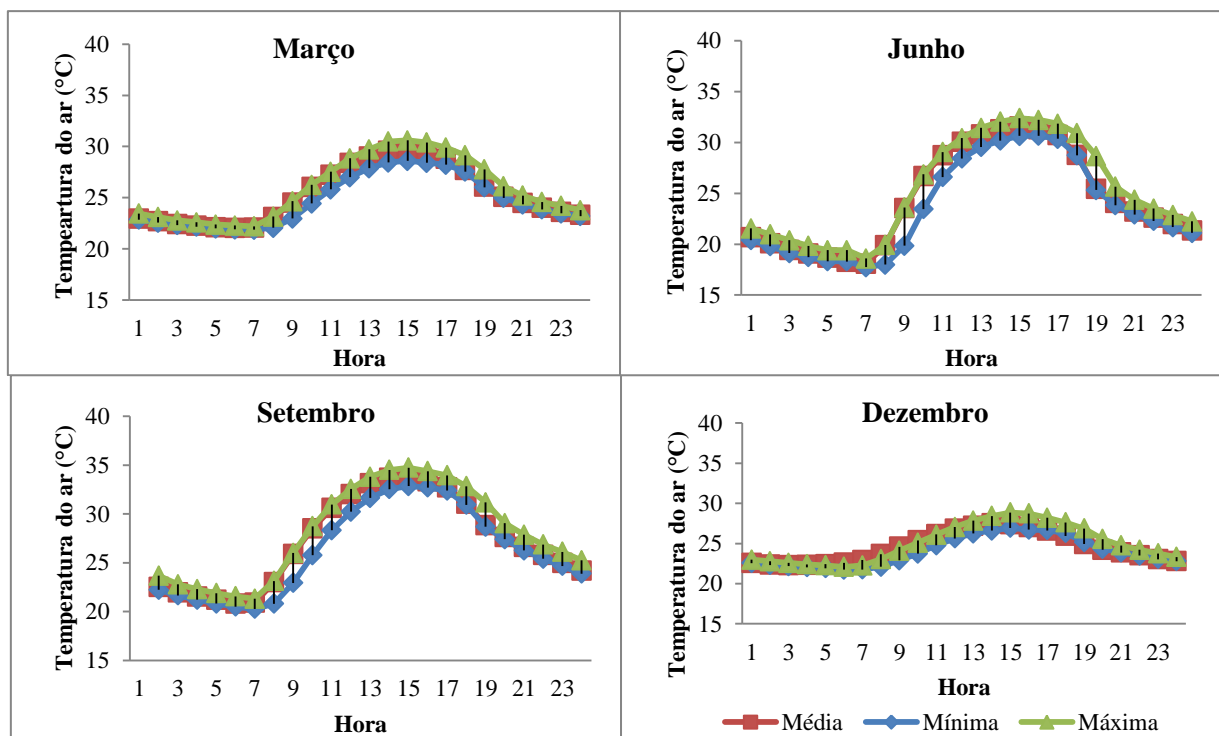 Março
Tempeartura do ar (°C)
40
35
30
25
20
15
1 3 5 7 9 11 13 15 17 19 21 23
Hora
Junho
Temperatura do ar (°C)
40
35
30
25
20
15
1 3 5 7 9 11 13 15 17 19 21 23
Hora
Setembro
Temperatura do ar (°C)
40
35
30
25
20
15
1 3 5 7 9 11 13 15 17 19 21 23
Hora
Dezembro
Temperatura do ar (°C)
40
35
30
25
20
15
1 3 5 7 9 11 13 15 17 19 21 23
Hora
Média Mínima Máxima